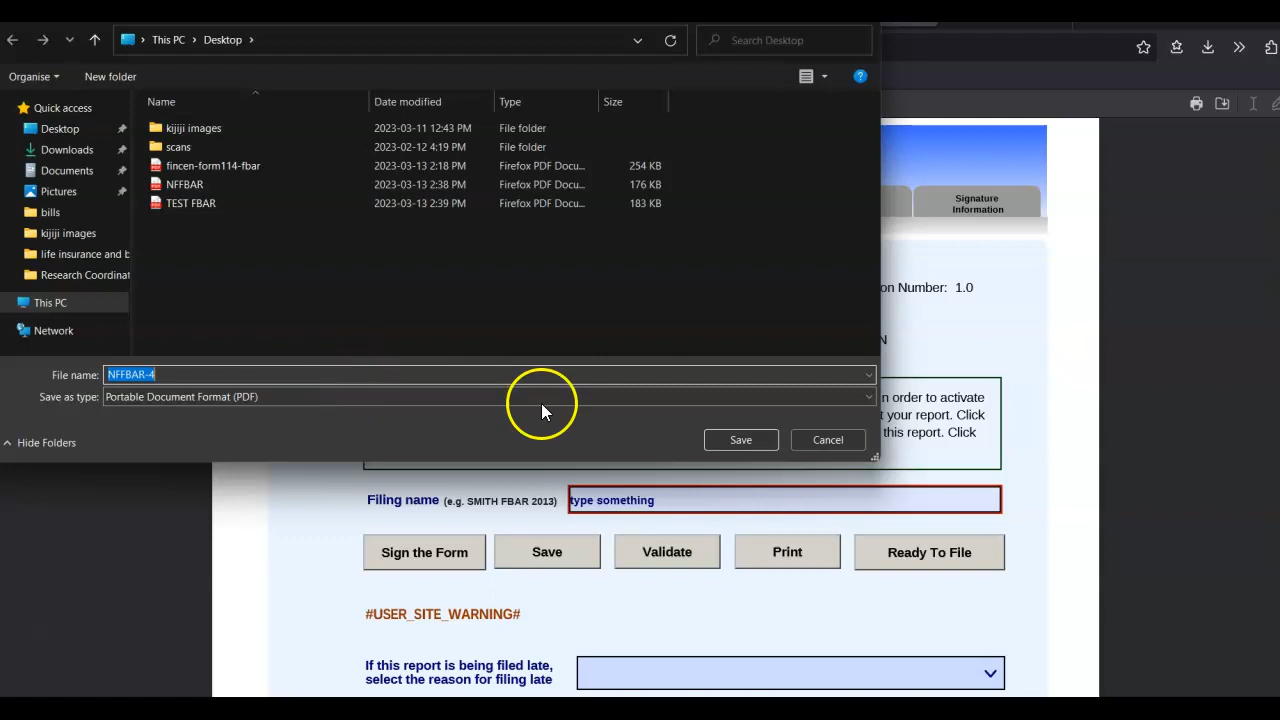 This PC
Desktop
Search Desktop
Organise
New folder
Name
Date modified
Type
Size
Quick access
Desktop
Downloads
Documents
Pictures
bills
kijiji images
life insurance and b
Research Coordinat
This PC
Network
kijiji images 2023-03-11 12:43 PM File folder
scans 2023-02-12 4:19 PM File folder
fincen-form114-fbar 2023-03-13 2:18 PM Firefox PDF Docu... 254 KB
NFFBAR 2023-03-13 2:38 PM Firefox PDF Docu... 176 KB
TEST FBAR 2023-03-13 2:39 PM Firefox PDF Docu... 183 KB
File name: NFFBAR-4
Save as type: Portable Document Format (PDF)
Hide Folders
Save
Cancel
Signature
Information
on Number: 1.0
N
n order to activate
t your report. Click
this report. Click
Filing name (e.g. SMITH FBAR 2013) type something
Sign the Form
Save
Validate
Print
Ready To File
#USER_SITE_WARNING#
If this report is being filed late,
select the reason for filing late